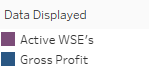 Data Displayed
Active WSE's
Gross Profit